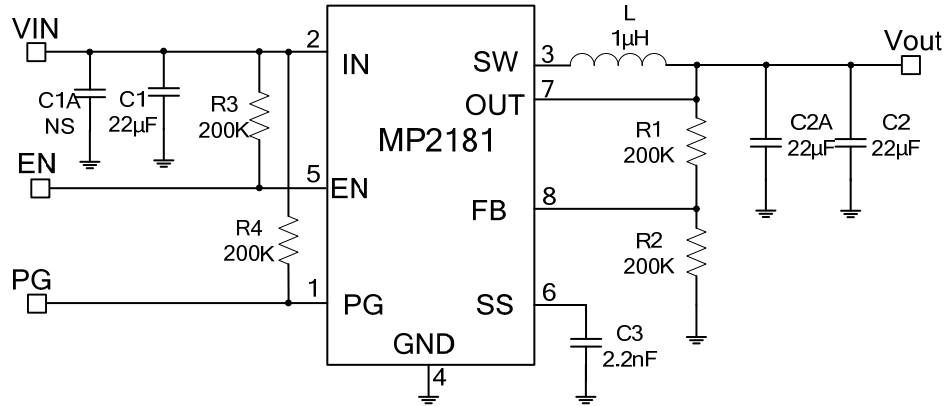 VIN
2
IN
C1A
NS
C1
22µF
R3
200K
EN
5
EN
R4
200K
PG
1
PG
MP2181
GND
4
SW
3
L
1µH
Vout
OUT
7
R1
200K
C2A
22µF
C2
22µF
FB
8
R2
200K
SS
6
C3
2.2nF